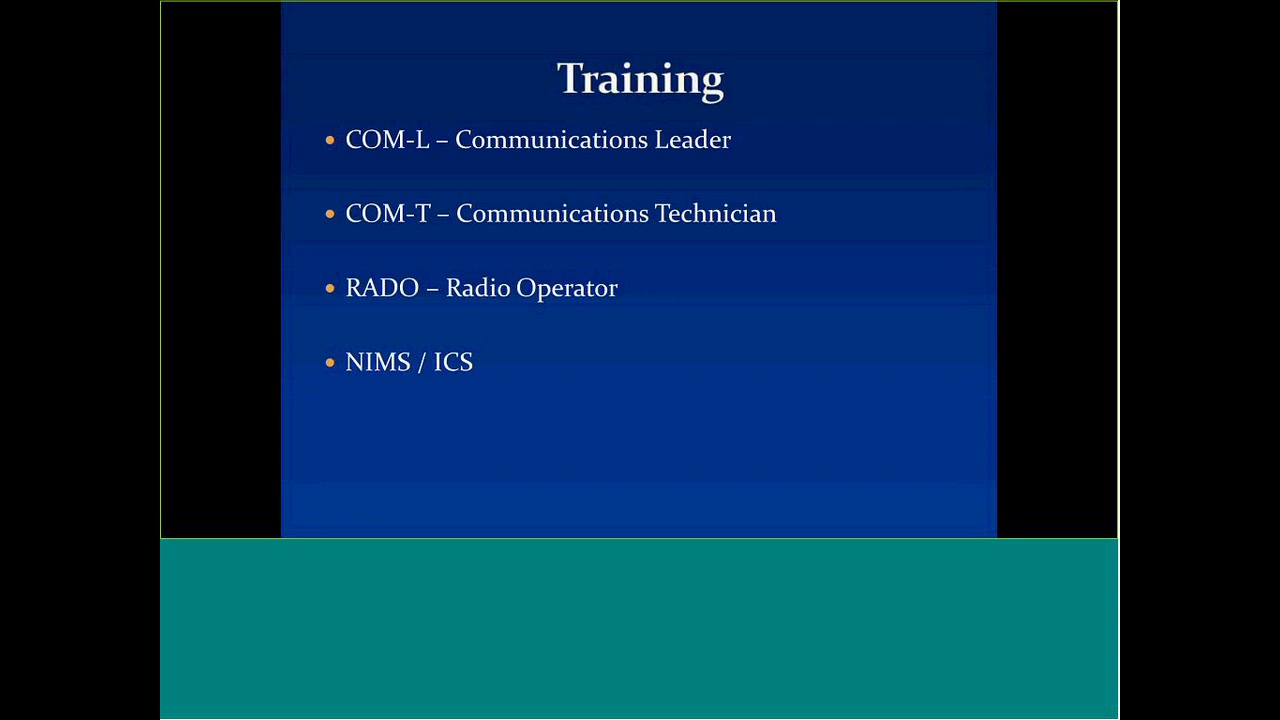 Training
• COM-L – Communications Leader
• COM-T – Communications Technician
• RADO – Radio Operator
• NIMS / ICS